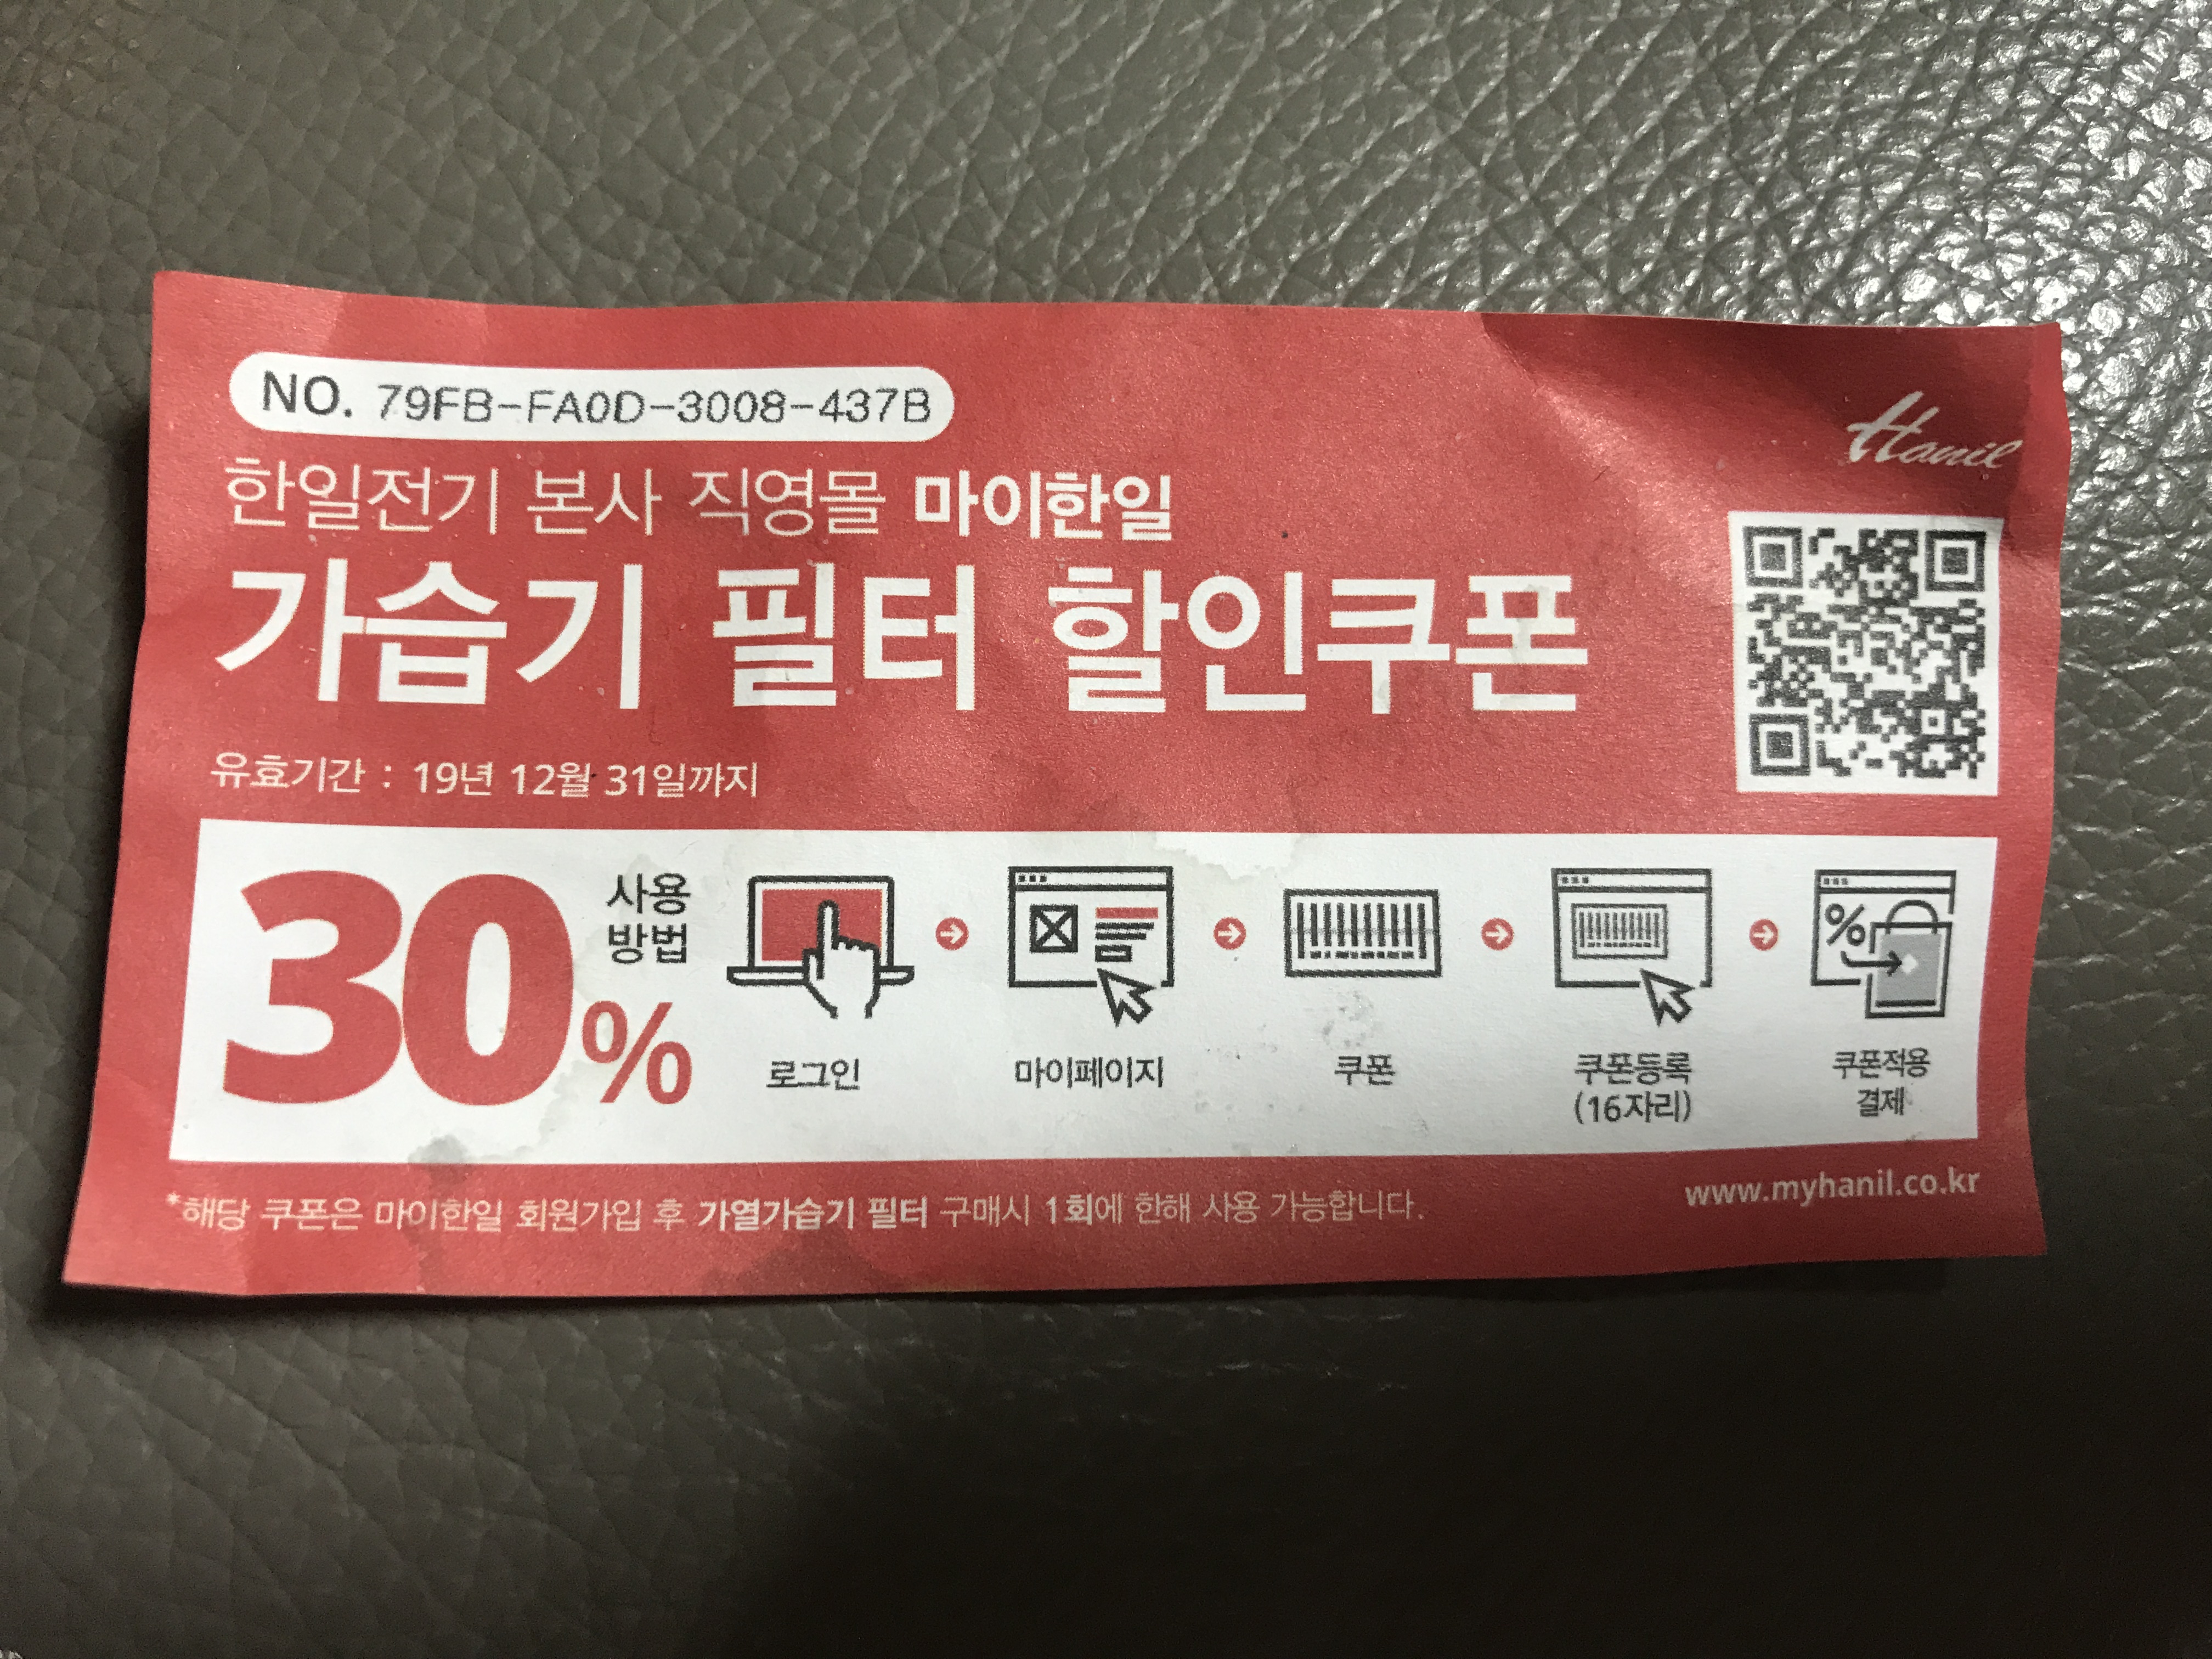 NO. 79FB-FA0D-3008-437B
Hanil
한일전기 본사 직영몰 마이한일
가습기 필터 할인쿠폰
유효기간 : 19년 12월 31일까지
30%
사용
방법
로그인
마이페이지
쿠폰
쿠폰등록
(16자리)
%
쿠폰적용
결제
*해당 쿠폰은 마이한일 회원가입 후 가열가습기 필터 구매시 1회에 한해 사용 가능합니다.
www.myhanil.co.kr